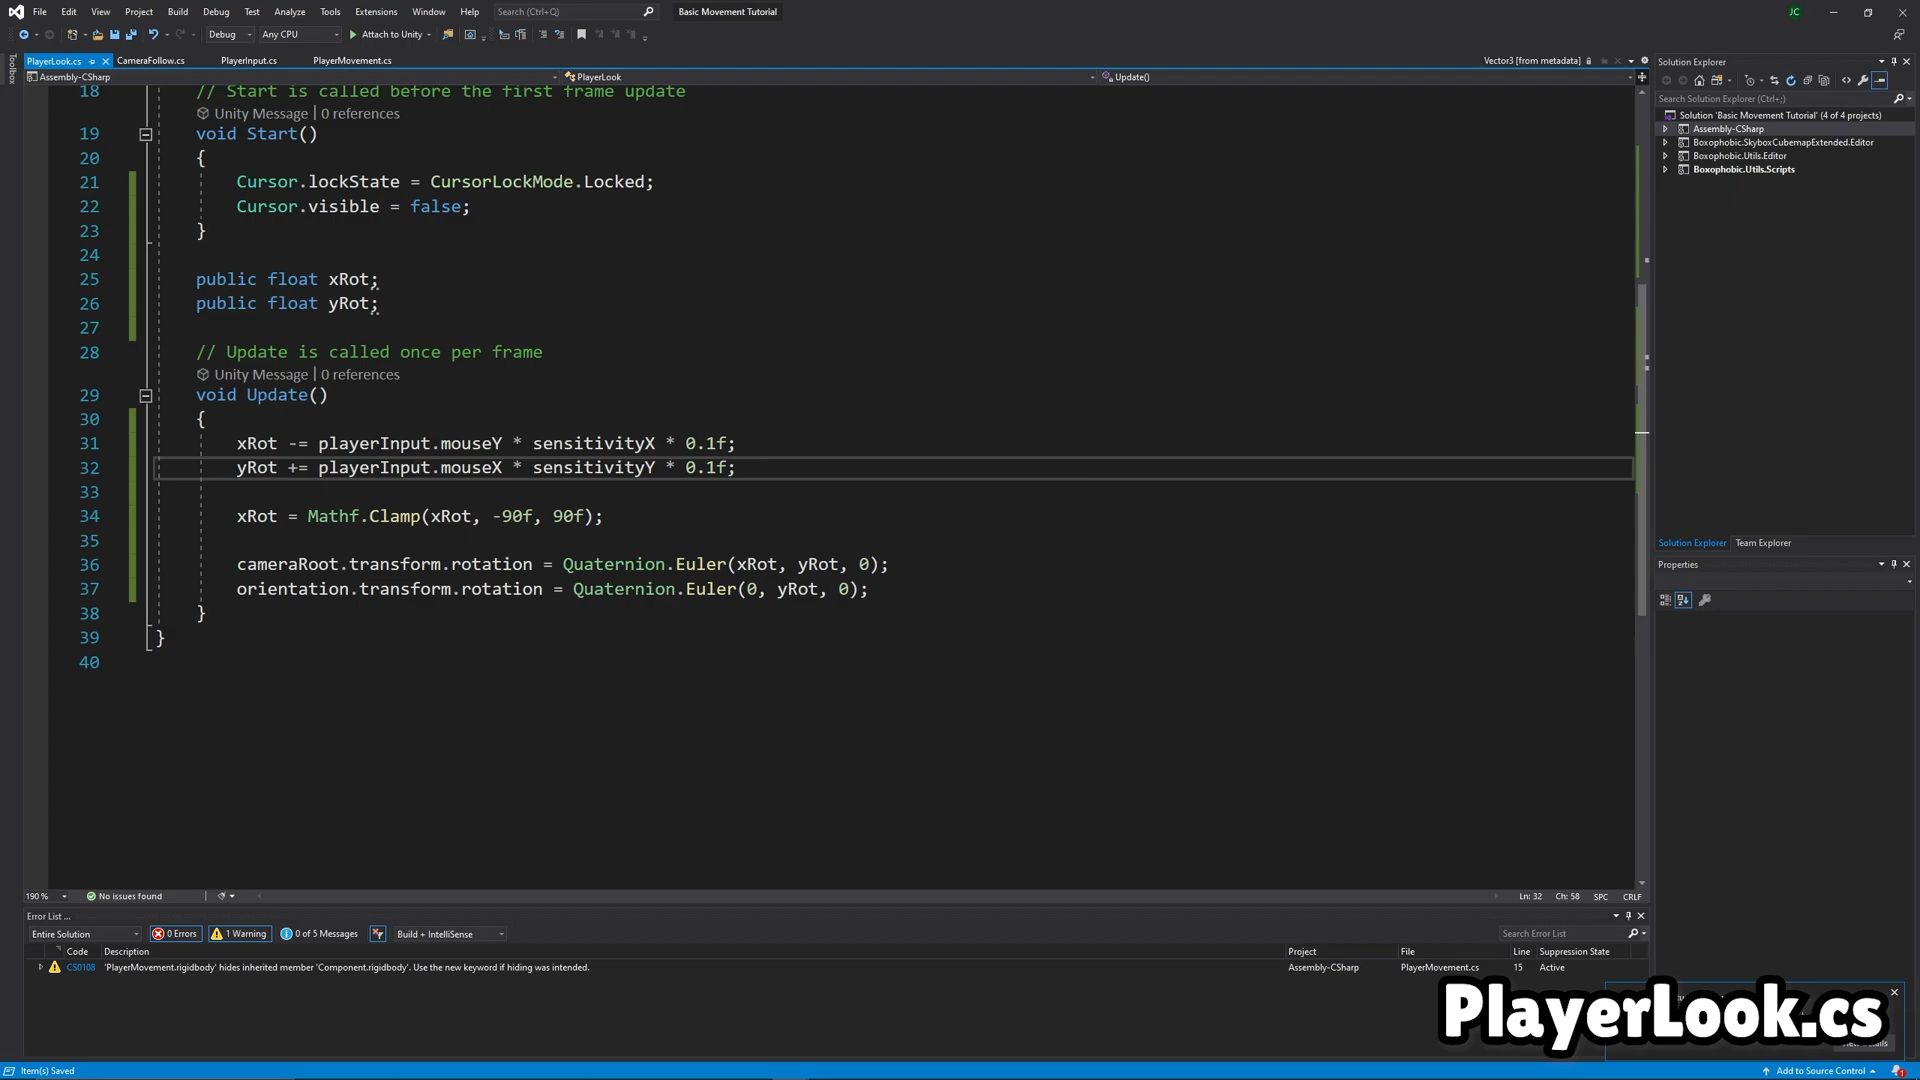 File Edit View Project Build Debug Test Analyze Tools Extensions Window Help Search (Ctrl+Q) Basic Movement Tutorial JC
Debug Any CPU Attach to Unity
Toolbox
PlayerLook.cs CameraFollow.cs PlayerInput.cs PlayerMovement.cs Vector3 [from metadata]
Assembly-CSharp PlayerLook Update()
18 // Start is called before the first frame update
Unity Message | 0 references
19 void Start()
20 {
21 Cursor.lockState = CursorLockMode.Locked;
22 Cursor.visible = false;
23 }
24
25 public float xRot;
26 public float yRot;
27
28 // Update is called once per frame
Unity Message | 0 references
29 void Update()
30 {
31 xRot -= playerInput.mouseY * sensitivityX * 0.1f;
32 yRot += playerInput.mouseX * sensitivityY * 0.1f;
33
34 xRot = Mathf.Clamp(xRot, -90f, 90f);
35
36 cameraRoot.transform.rotation = Quaternion.Euler(xRot, yRot, 0);
37 orientation.transform.rotation = Quaternion.Euler(0, yRot, 0);
38 }
39 }
40
190 % No issues found Ln: 32 Ch: 58 SPC CRLF
Solution Explorer
Search Solution Explorer (Ctrl+;)
Solution 'Basic Movement Tutorial' (4 of 4 projects)
Assembly-CSharp
Boxophobic.SkyboxCubemapExtended.Editor
Boxophobic.Utils.Editor
Boxophobic.Utils.Scripts
Solution Explorer Team Explorer
Properties
Error List ...
Entire Solution 0 Errors 1 Warning 0 of 5 Messages Build + IntelliSense Search Error List
Code Description Project File Line Suppression State
CS0108 'PlayerMovement.rigidbody' hides inherited member 'Component.rigidbody'. Use the new keyword if hiding was intended. Assembly-CSharp PlayerMovement.cs 15 Active
PlayerLook.cs
Item(s) Saved Add to Source Control 1